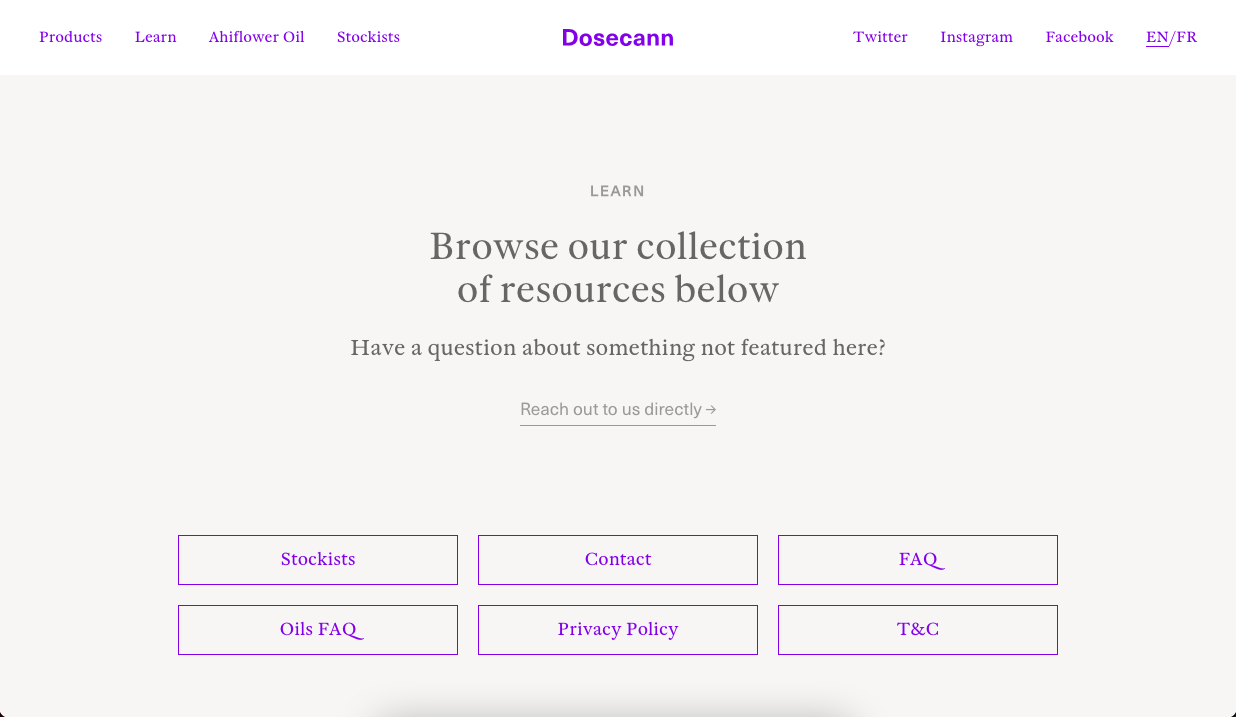 Products Learn Ahiflower Oil Stockists Dosecann Twitter Instagram Facebook EN/FR
LEARN
Browse our collection
of resources below
Have a question about something not featured here?
Reach out to us directly →
Stockists Contact FAQ
Oils FAQ Privacy Policy T&C